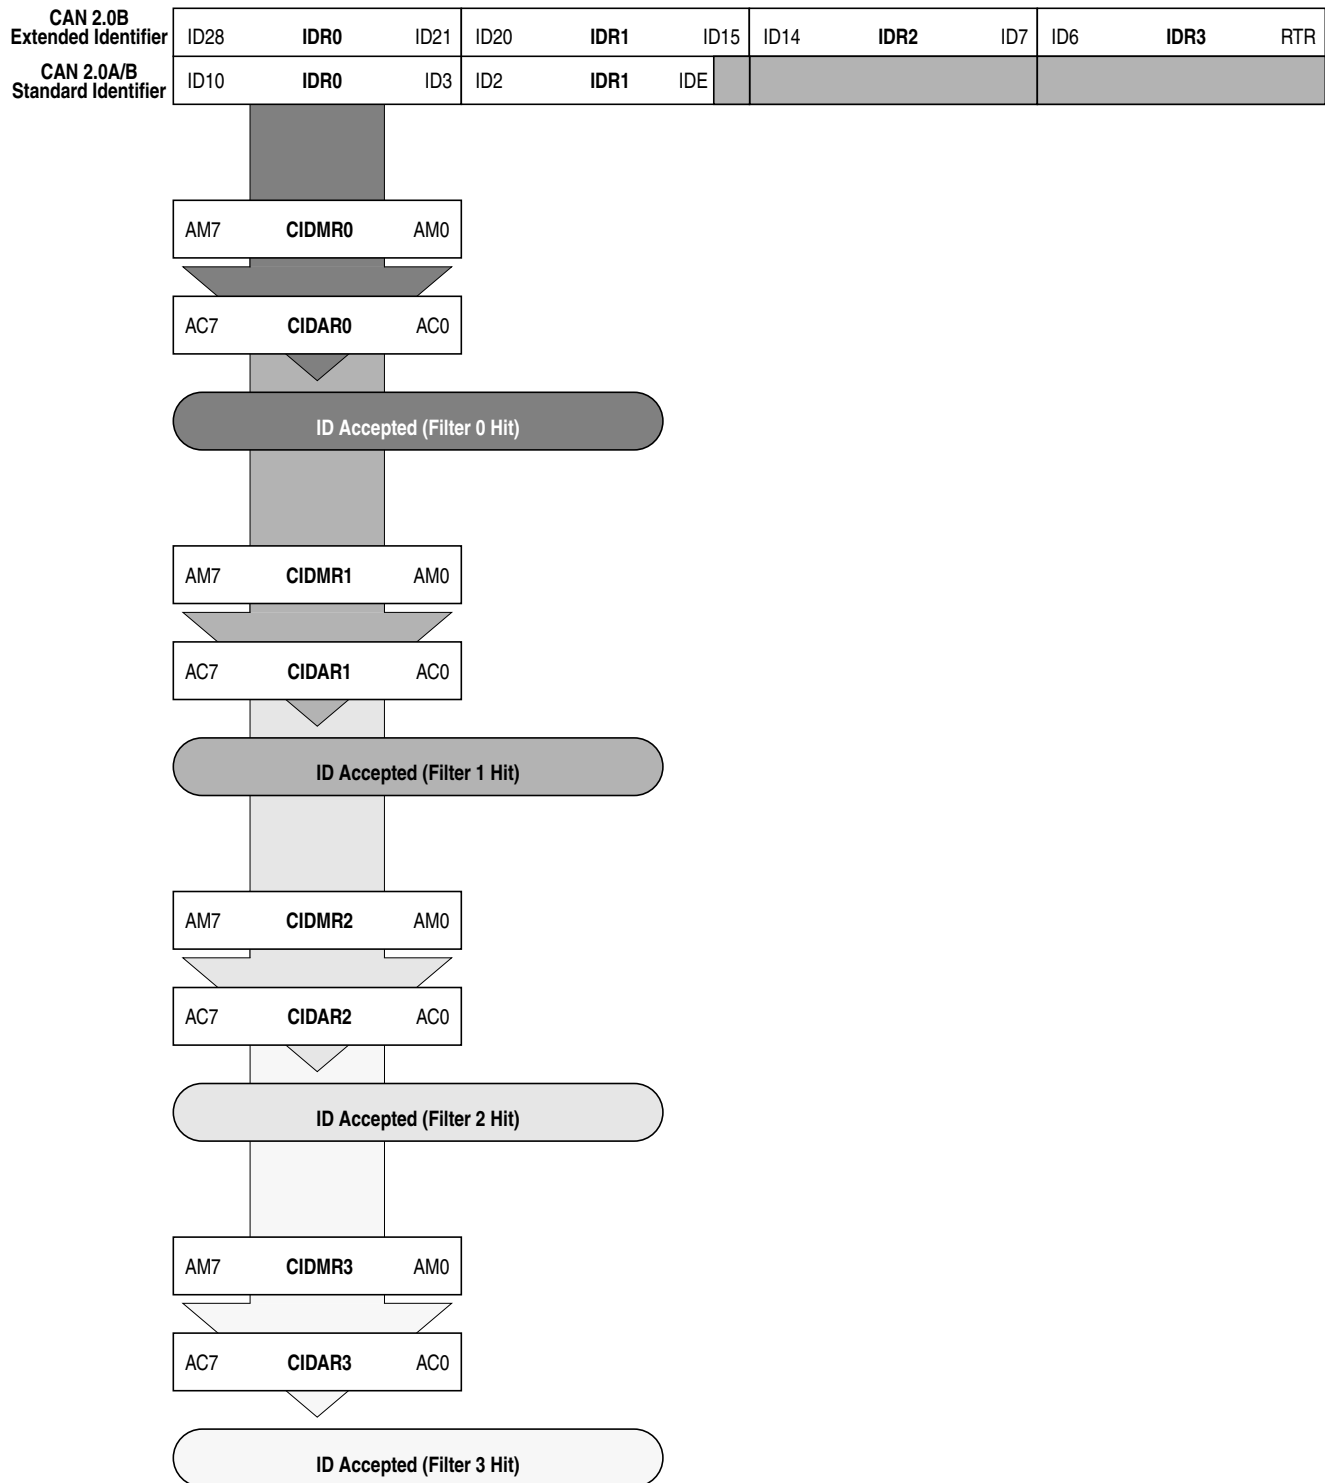 CAN 2.0B
Extended Identifier
ID28 IDR0 ID21 ID20 IDR1 ID15 ID14 IDR2 ID7 ID6 IDR3 RTR
CAN 2.0A/B
Standard Identifier
ID10 IDR0 ID3 ID2 IDR1 IDE
AM7 CIDMR0 AM0
AC7 CIDAR0 AC0
ID Accepted (Filter 0 Hit)
AM7 CIDMR1 AM0
AC7 CIDAR1 AC0
ID Accepted (Filter 1 Hit)
AM7 CIDMR2 AM0
AC7 CIDAR2 AC0
ID Accepted (Filter 2 Hit)
AM7 CIDMR3 AM0
AC7 CIDAR3 AC0
ID Accepted (Filter 3 Hit)